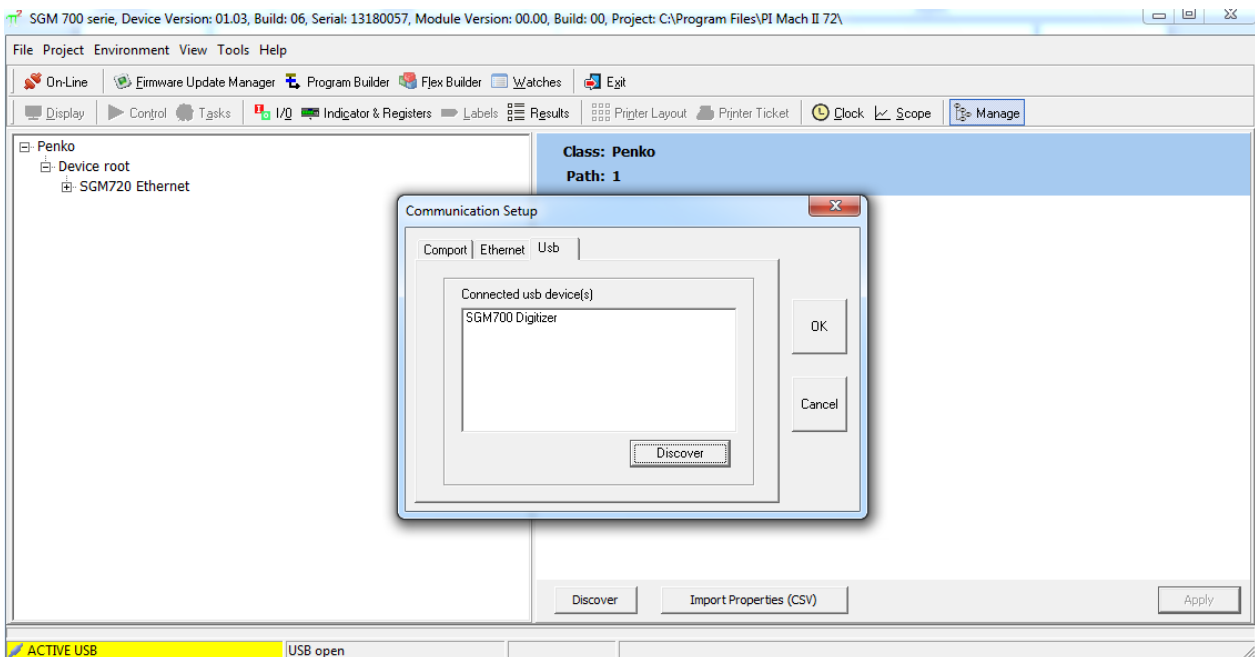 π² SGM 700 serie, Device Version: 01.03, Build: 06, Serial: 13180057, Module Version: 00.00, Build: 00, Project: C:\Program Files\PI Mach II 72\
File Project Environment View Tools Help
On-Line Firmware Update Manager Program Builder Flex Builder Watches Exit
Display Control Tasks I/O Indicator & Registers Labels Results Printer Layout Printer Ticket Clock Scope Manage
Penko
Device root
SGM720 Ethernet
Class: Penko
Path: 1
Communication Setup
Comport Ethernet Usb
Connected usb device(s)
SGM700 Digitizer
OK
Cancel
Discover
Discover Import Properties (CSV) Apply
ACTIVE USB USB open